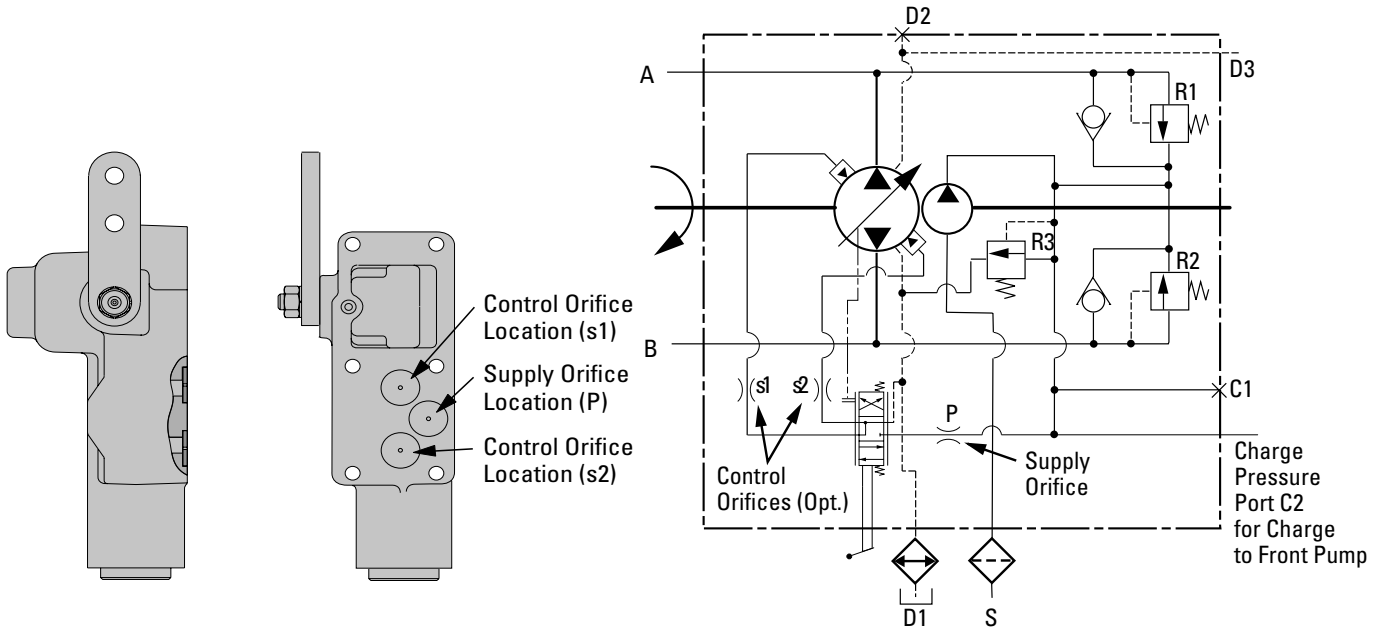 Control Orifice
Location (s1)
Supply Orifice
Location (P)
Control Orifice
Location (s2)
D2
A
D3
R1
R3
R2
B
s1
s2
P
C1
Control
Orifices (Opt.)
Supply
Orifice
Charge
Pressure
Port C2
for Charge
to Front Pump
D1
S